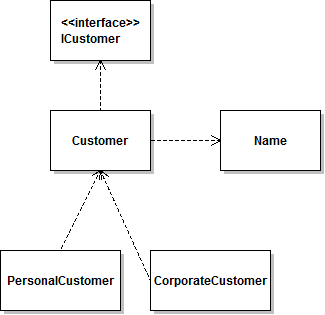 <<interface>>
ICustomer
Customer
Name
PersonalCustomer
CorporateCustomer